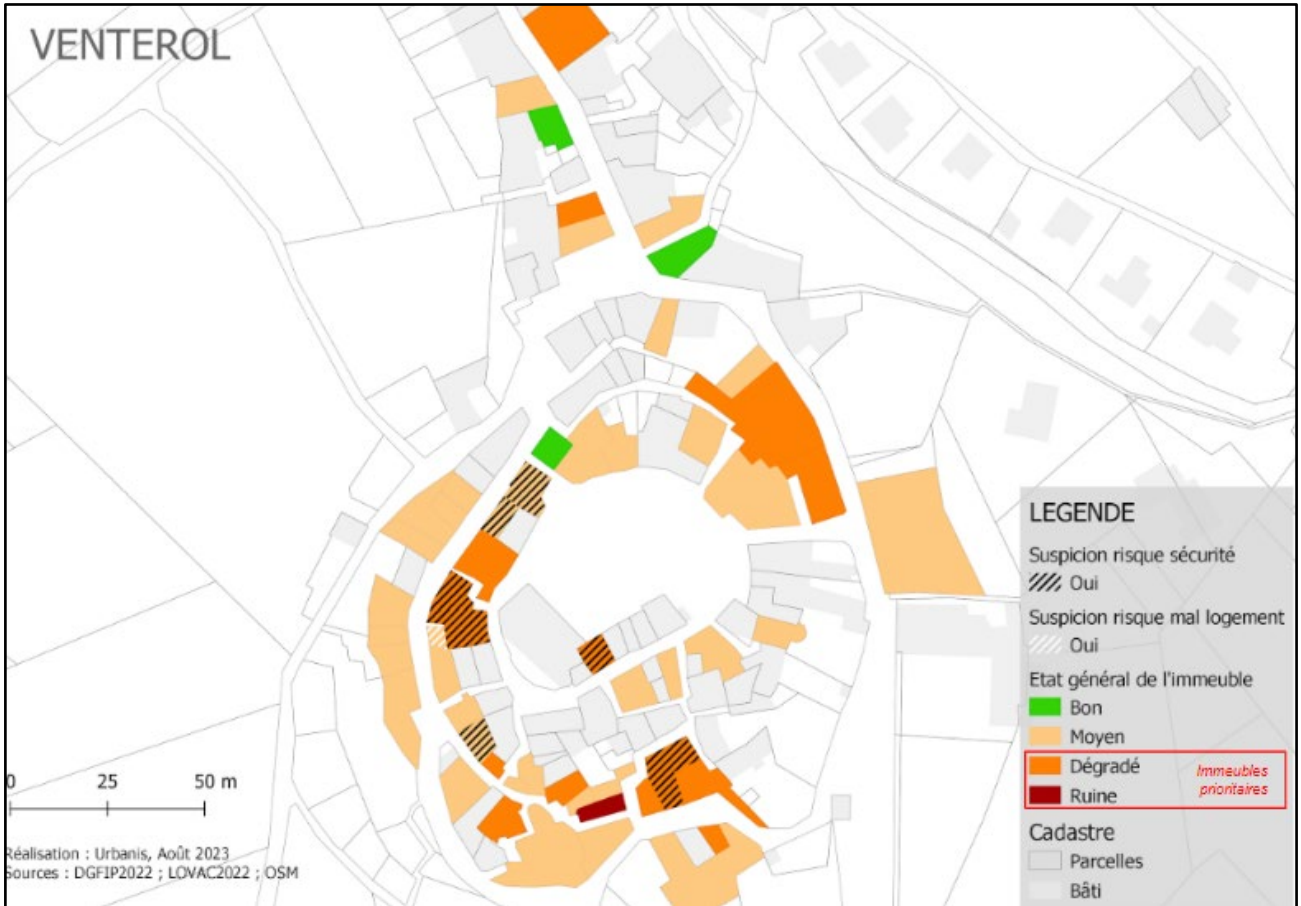 VENTEROL
LEGENDE
Suspicion risque sécurité
Oui
Suspicion risque mal logement
Oui
Etat général de l'immeuble
Bon
Moyen
Dégradé
Ruine
Immeubles
prioritaires
Cadastre
Parcelles
Bâti
0 25 50 m
Réalisation : Urbanis, Août 2023
Sources : DGFIP2022 ; LOVAC2022 ; OSM